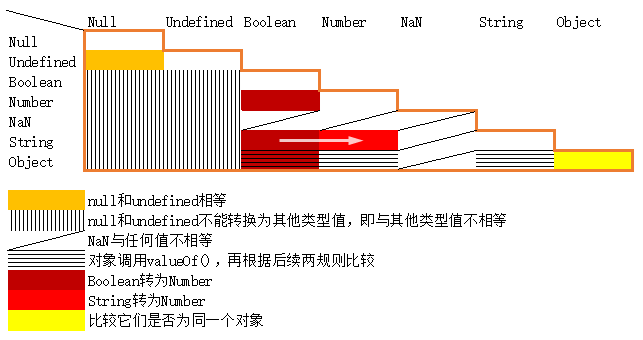 Null Undefined Boolean Number NaN String Object
Null
Undefined
Boolean
Number
NaN
String
Object
null和undefined相等
null和undefined不能转换为其他类型值，即与其他类型值不相等
NaN与任何值不相等
对象调用valueOf()，再根据后续两规则比较
Boolean转为Number
String转为Number
比较它们是否为同一个对象